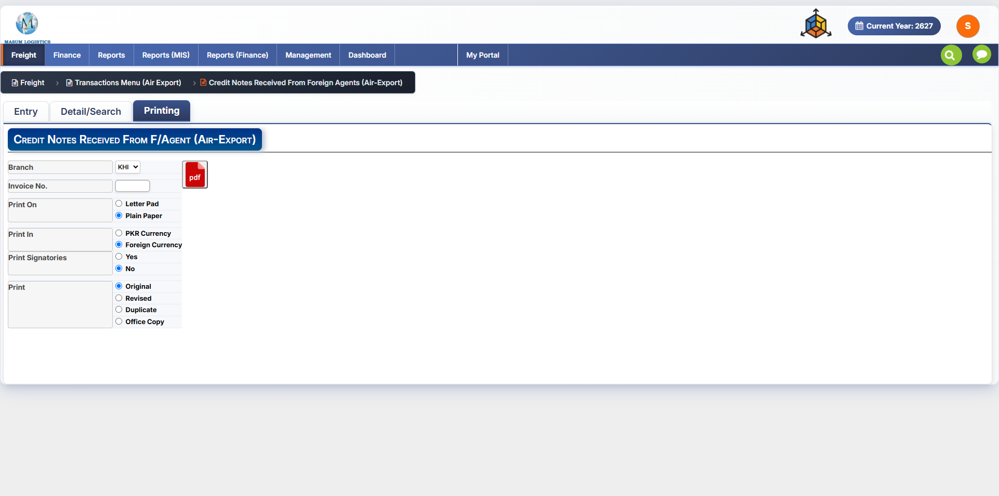 MASUM LOGISTICS
Current Year: 2627
S
Freight
Finance
Reports
Reports (MIS)
Reports (Finance)
Management
Dashboard
My Portal
Freight > Transactions Menu (Air Export) > Credit Notes Received From Foreign Agents (Air-Export)
Entry
Detail/Search
Printing
Credit Notes Received From F/Agent (Air-Export)
Branch
KHI
pdf
Invoice No.
Print On
Letter Pad
Plain Paper
Print In
PKR Currency
Foreign Currency
Print Signatories
Yes
No
Print
Original
Revised
Duplicate
Office Copy